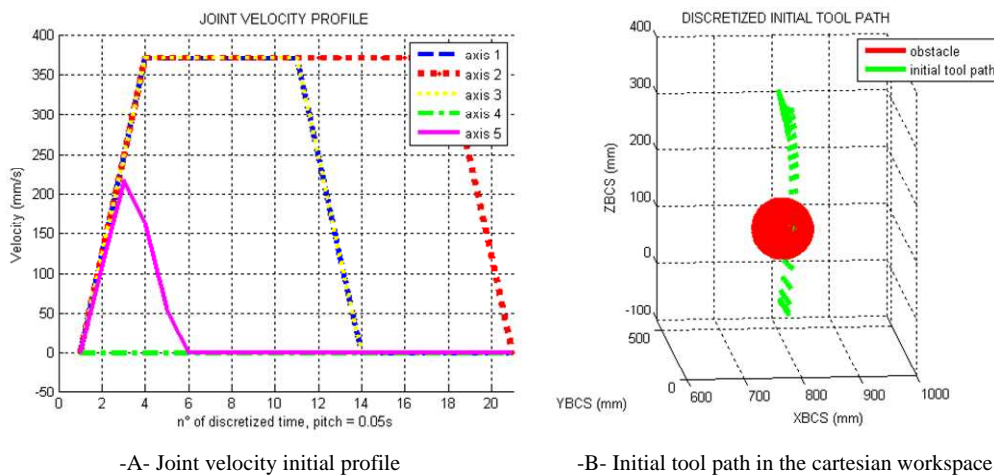 JOINT VELOCITY PROFILE
400
350
300
250
200
150
100
50
0
-50
Velocity (mm/s)
axis 1
axis 2
axis 3
axis 4
axis 5
0 2 4 6 8 10 12 14 16 18 20
n° of discretized time, pitch = 0.05s
-A- Joint velocity initial profile
DISCRETIZED INITIAL TOOL PATH
obstacle
initial tool path
400
300
200
100
0
-100
ZBCS (mm)
500
0
YBCS (mm)
600 700 800 900 1000
XBCS (mm)
-B- Initial tool path in the cartesian workspace